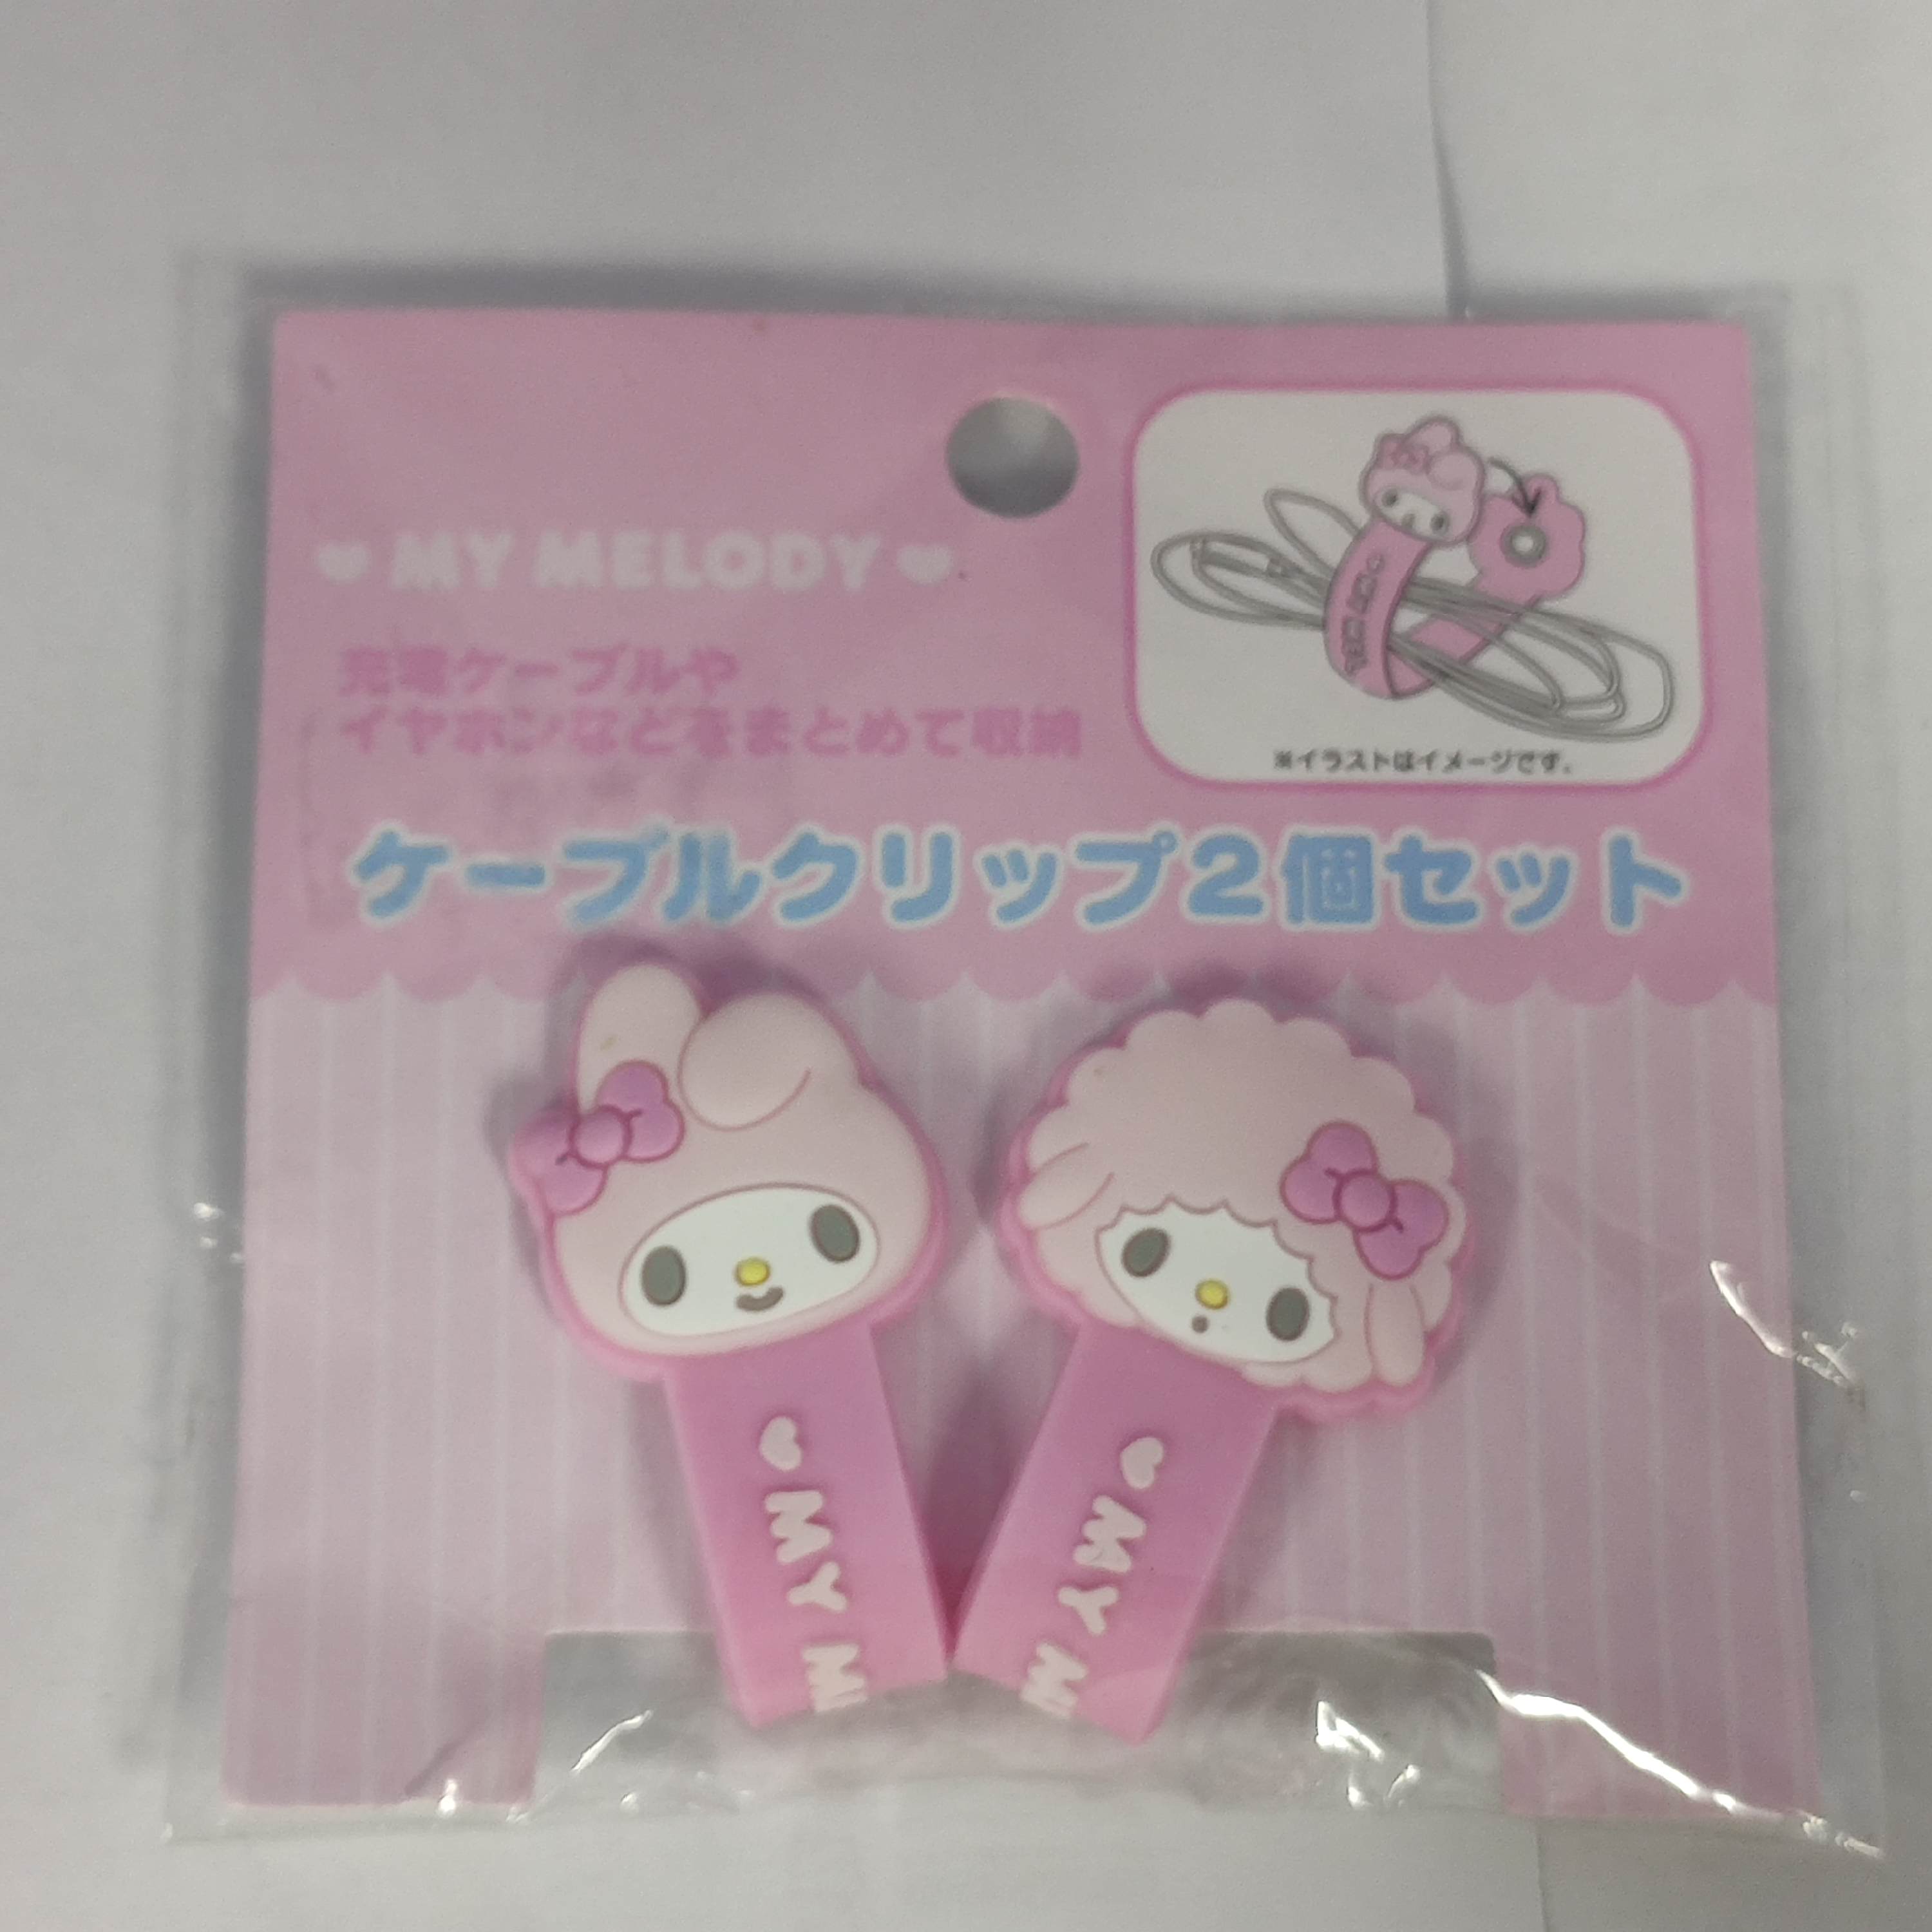 ♥ MY MELODY ♥
充電ケーブルや
イヤホンなどをまとめて収納
※イラストはイメージです。
ケーブルクリップ2個セット
♥ MY M
♥ MY M